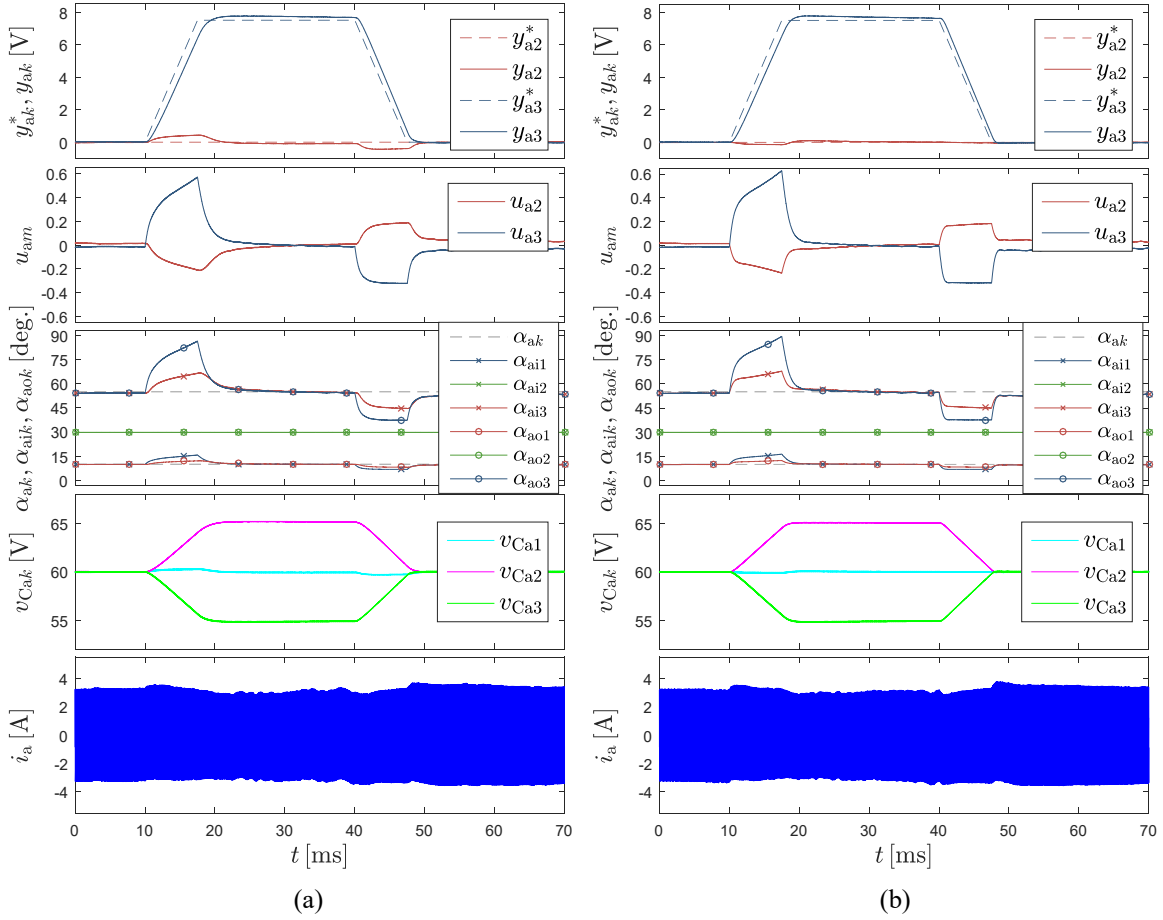 y*ak, yak [V]
8
6
4
2
0
y*a2
ya2
y*a3
ya3
uam
0.6
0.4
0.2
0
-0.2
-0.4
-0.6
ua2
ua3
αak, αaik, αaok [deg.]
90
75
60
45
30
15
0
αak
αai1
αai2
αai3
αao1
αao2
αao3
vCak [V]
65
60
55
vCa1
vCa2
vCa3
ia [A]
4
2
0
-2
-4
0 10 20 30 40 50 60 70
t [ms]
(a)
y*ak, yak [V]
8
6
4
2
0
y*a2
ya2
y*a3
ya3
uam
0.6
0.4
0.2
0
-0.2
-0.4
-0.6
ua2
ua3
αak, αaik, αaok [deg.]
90
75
60
45
30
15
0
αak
αai1
αai2
αai3
αao1
αao2
αao3
vCak [V]
65
60
55
vCa1
vCa2
vCa3
ia [A]
4
2
0
-2
-4
0 10 20 30 40 50 60 70
t [ms]
(b)